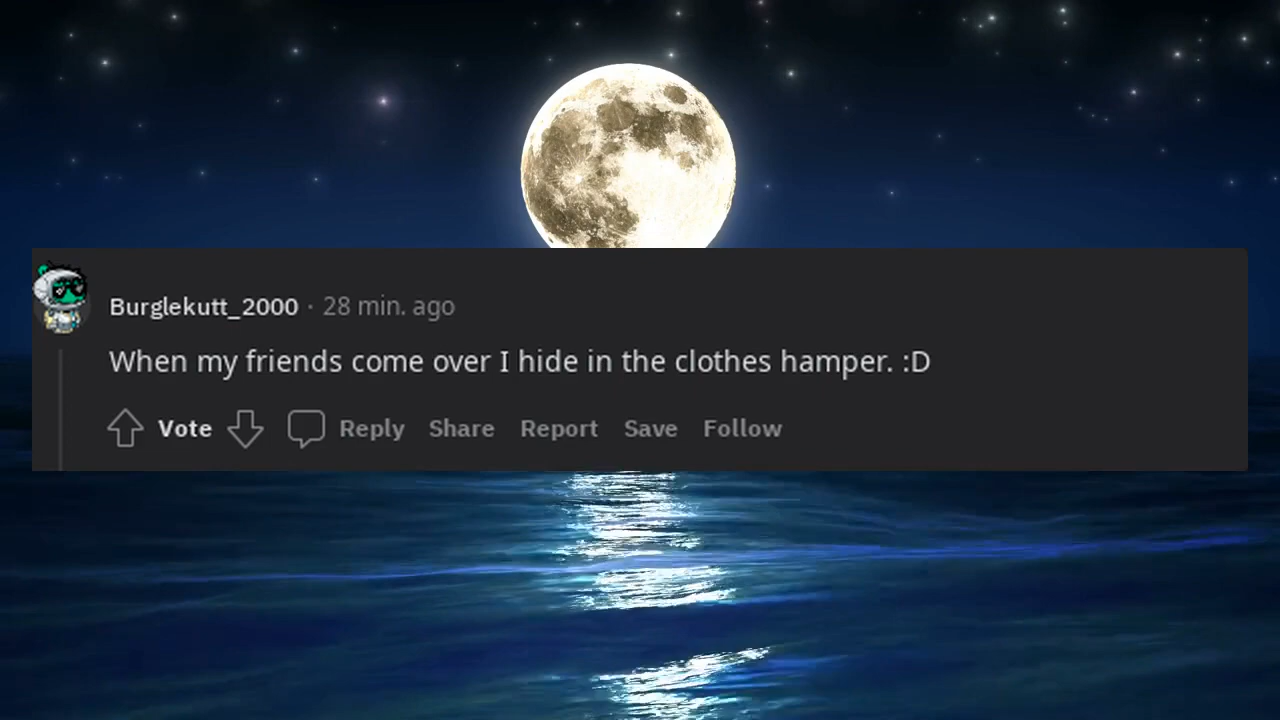 Burglekutt_2000 · 28 min. ago
When my friends come over I hide in the clothes hamper. :D
Vote Reply Share Report Save Follow